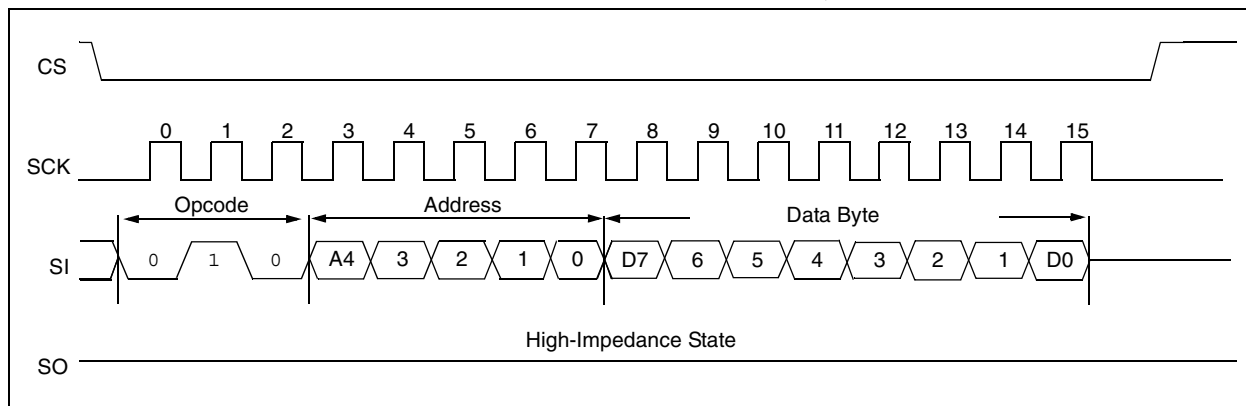 CS
0 1 2 3 4 5 6 7 8 9 10 11 12 13 14 15
SCK
Opcode Address Data Byte
SI 0 1 0 A4 3 2 1 0 D7 6 5 4 3 2 1 D0
High-Impedance State
SO